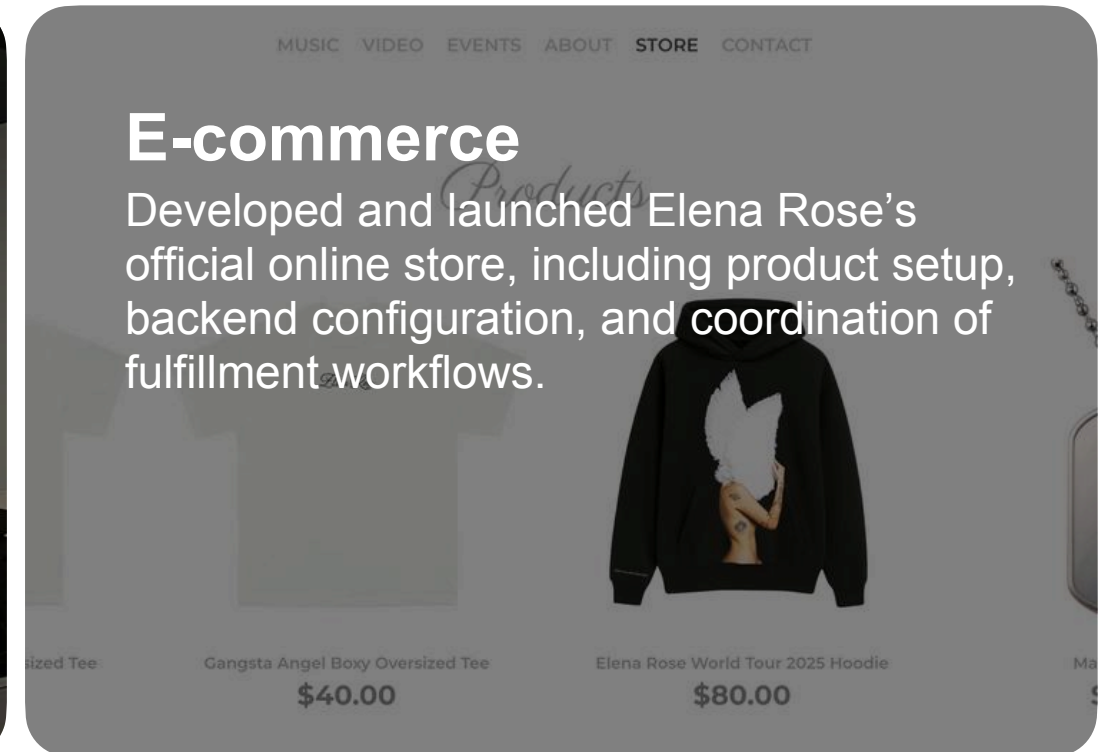 MUSIC VIDEO EVENTS ABOUT STORE CONTACT
E-commerce
Products
Developed and launched Elena Rose’s
official online store, including product setup,
backend configuration, and coordination of
fulfillment workflows.
sized Tee
Gangsta Angel Boxy Oversized Tee
Elena Rose World Tour 2025 Hoodie
Ma
$40.00
$80.00
$